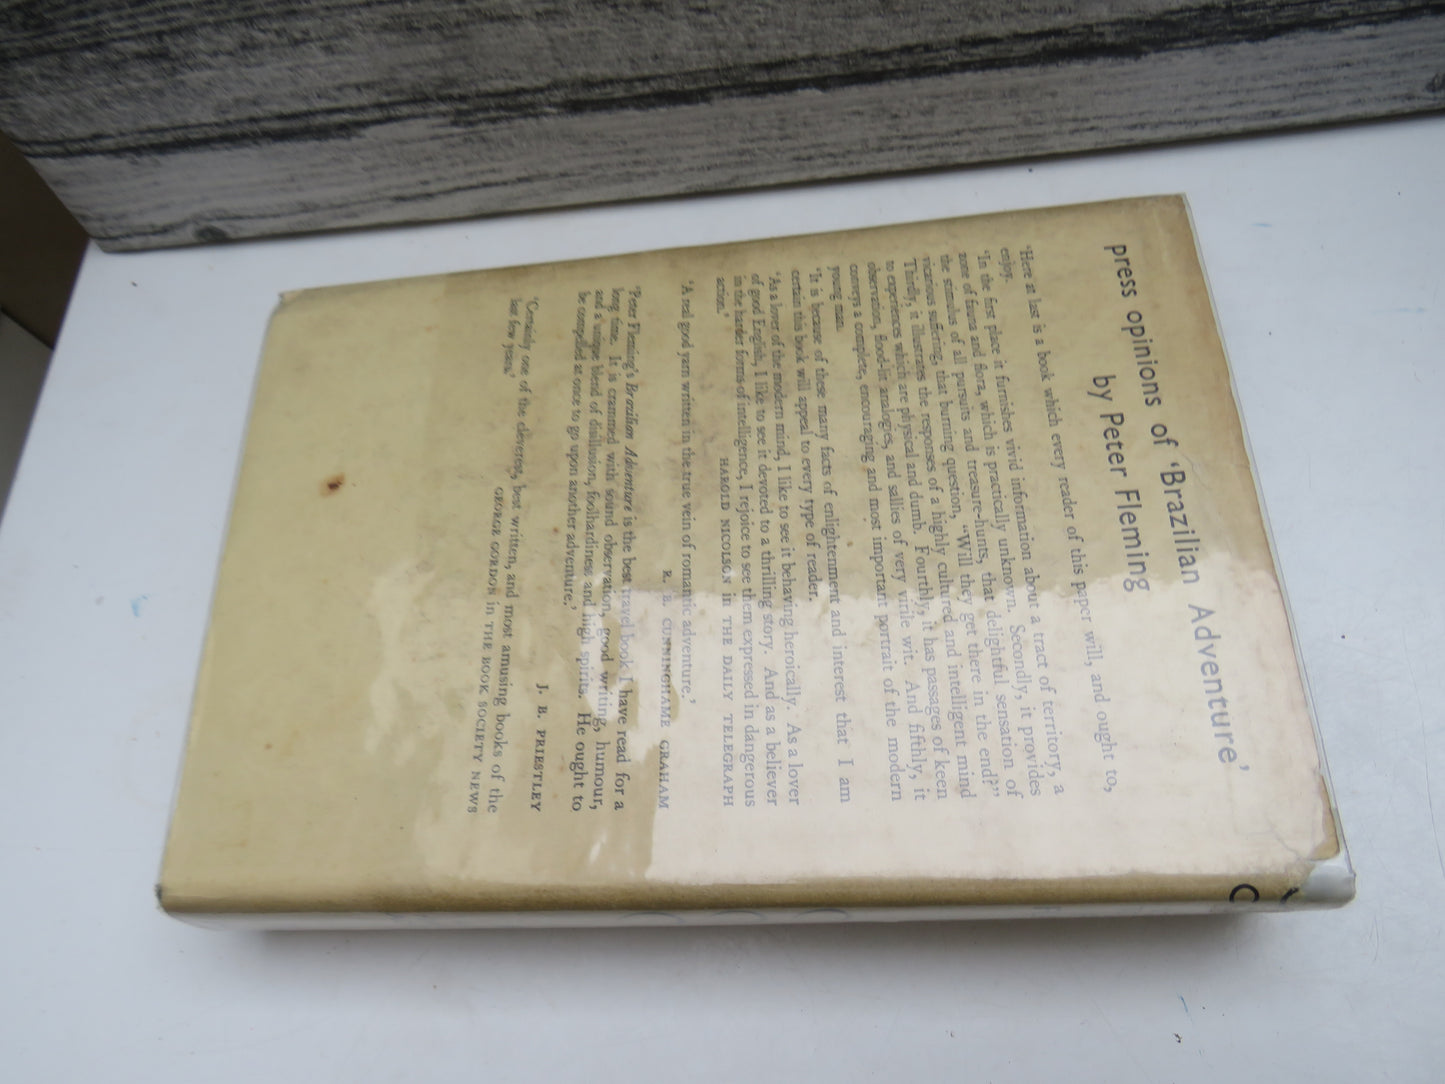 press opinions of 'Brazilian Adventure'
by Peter Fleming
'Here at last is a book which every reader of this paper will, and ought to,
enjoy.
'In the first place it furnishes vivid information about a tract of territory, a
zone of fauna and flora, which is practically unknown. Secondly, it provides
the stimulus of all pursuits and treasure-hunts, that delightful sensation of
vicarious suffering, that burning question, "Will they get there in the end?"
Thirdly, it illustrates the responses of a highly cultured and intelligent mind
to experiences which are physical and dumb. Fourthly, it has passages of keen
observation, flood-lit analogies, and sallies of very virile wit. And fifthly, it
conveys a complete, encouraging and most important portrait of the modern
young man.
'It is because of these many facts of enlightenment and interest that I am
certain this book will appeal to every type of reader.
'As a lover of the modern mind, I like to see it behaving heroically. As a lover
of good English, I like to see it devoted to a thrilling story. And as a believer
in the harder forms of intelligence, I rejoice to see them expressed in dangerous
action.'
HAROLD NICOLSON in THE DAILY TELEGRAPH
'A real good yarn written in the true vein of romantic adventure.'
R. B. CUNNINGHAME GRAHAM
'Peter Fleming's Brazilian Adventure is the best travel book I have read for a
long time. It is crammed with sound observation, good writing, humour,
and a unique blend of disillusion, foolhardiness and high spirits. He ought to
be compelled at once to go upon another adventure.'
J. B. PRIESTLEY
'Certainly one of the cleverest, best written, and most amusing books of the
last few years.'
GEORGE GORDON in THE BOOK SOCIETY NEWS